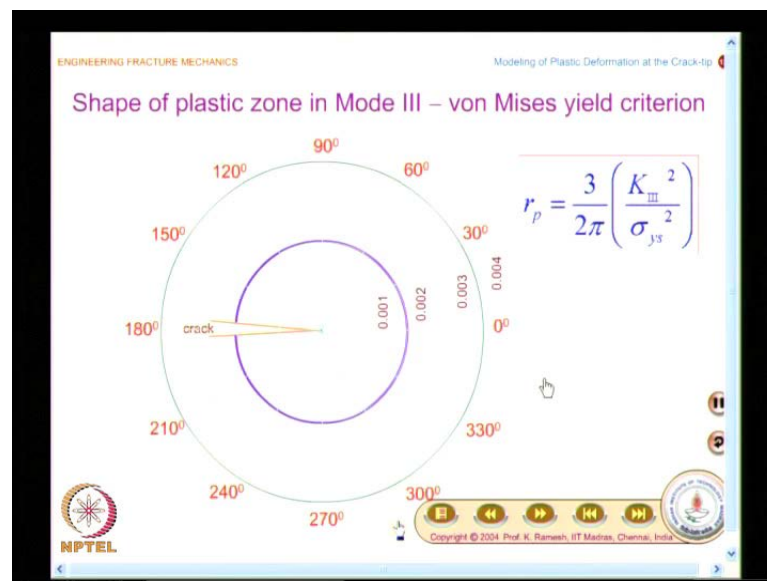 ENGINEERING FRACTURE MECHANICS
Modeling of Plastic Deformation at the Crack-tip
Shape of plastic zone in Mode III – von Mises yield criterion
90⁰
120⁰
60⁰
r_p = 3/2π (K_III²/σ_ys²)
150⁰
30⁰
0.001
0.002
0.003
0.004
180⁰
crack
0⁰
210⁰
330⁰
240⁰
300⁰
270⁰
NPTEL
Copyright © 2004 Prof. K. Ramesh, IIT Madras, Chennai, India